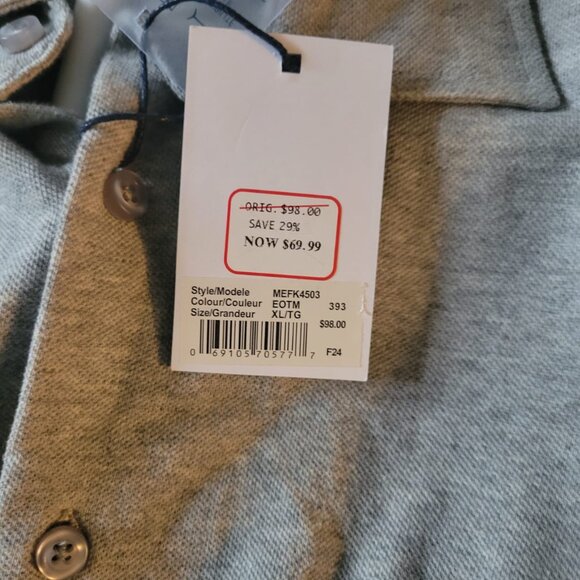 ORIG. $98.00
SAVE 29%
NOW $69.99
Style/Modele MEFK4503
Colour/Couleur EOTM 393
Size/Grandeur XL/TG $98.00
0 69105 70577 7 F24